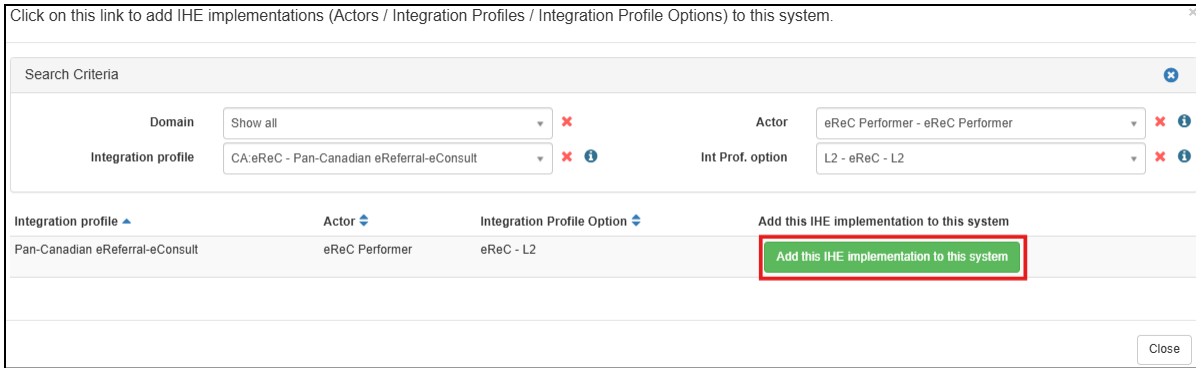 Click on this link to add IHE implementations (Actors / Integration Profiles / Integration Profile Options) to this system.
Search Criteria
Domain Show all Actor eReC Performer - eReC Performer
Integration profile CA:eReC - Pan-Canadian eReferral-eConsult Int Prof. option L2 - eReC - L2
Integration profile Actor Integration Profile Option Add this IHE implementation to this system
Pan-Canadian eReferral-eConsult eReC Performer eReC - L2 Add this IHE implementation to this system
Close